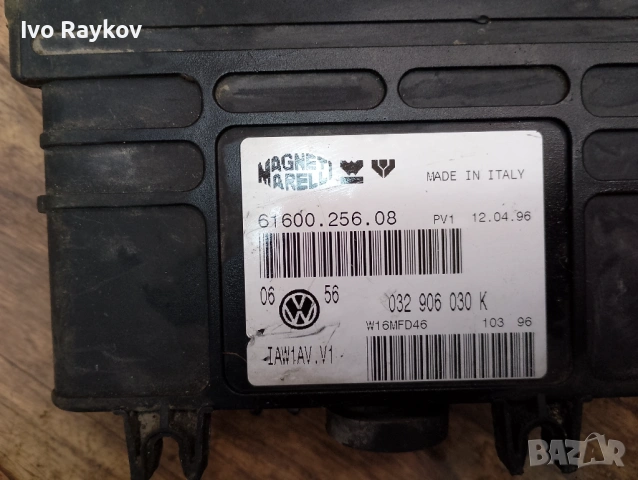 Ivo Raykov
MAGNETI
MARELLI
MADE IN ITALY
61600.256.08 PV1 12.04.96
06 56 032 906 030 K
W16MFD46 103 96
IAW1AV.V1
BAZAR